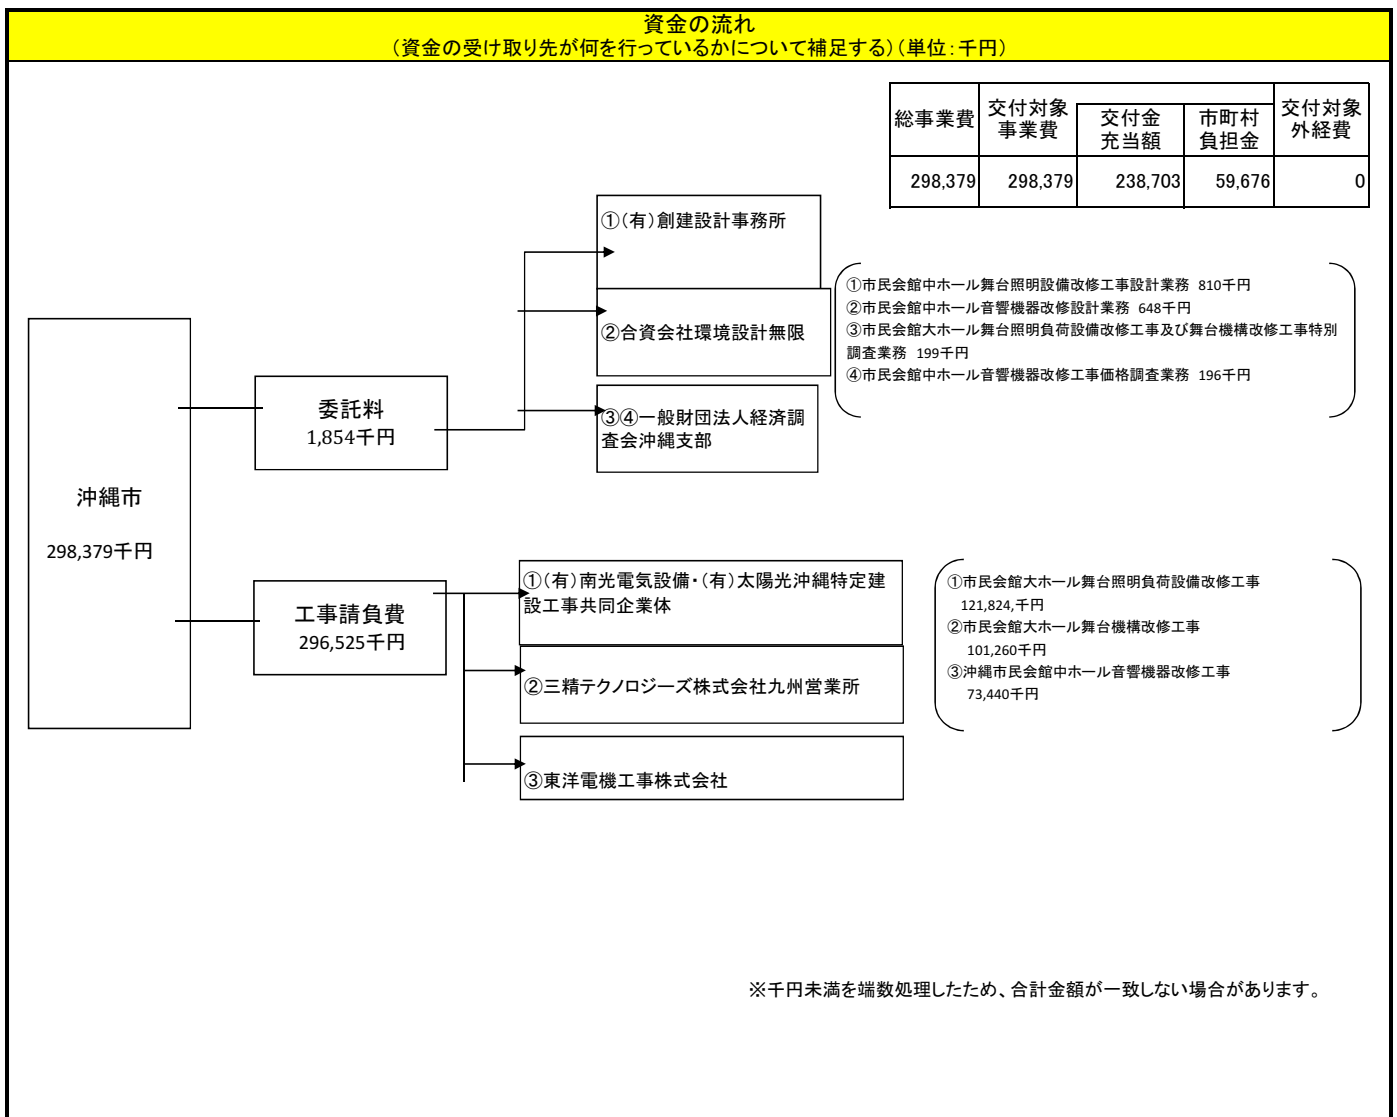 資金の流れ
（資金の受け取り先が何を行っているかについて補足する）（単位：千円）
総事業費
交付対象
事業費
交付金
充当額
市町村
負担金
交付対象
外経費
298,379
298,379
238,703
59,676
0
①（有）創建設計事務所
②合資会社環境設計無限
③④一般財団法人経済調
査会沖縄支部
①市民会館中ホール舞台照明設備改修工事設計業務 810千円
②市民会館中ホール音響機器改修設計業務 648千円
③市民会館大ホール舞台照明負荷設備改修工事及び舞台機構改修工事特別
調査業務 199千円
④市民会館中ホール音響機器改修工事価格調査業務 196千円
委託料
1,854千円
沖縄市
298,379千円
工事請負費
296,525千円
①（有）南光電気設備・（有）太陽光沖縄特定建
設工事共同企業体
②三精テクノロジーズ株式会社九州営業所
③東洋電機工事株式会社
①市民会館大ホール舞台照明負荷設備改修工事
121,824,千円
②市民会館大ホール舞台機構改修工事
101,260千円
③沖縄市民会館中ホール音響機器改修工事
73,440千円
※千円未満を端数処理したため、合計金額が一致しない場合があります。